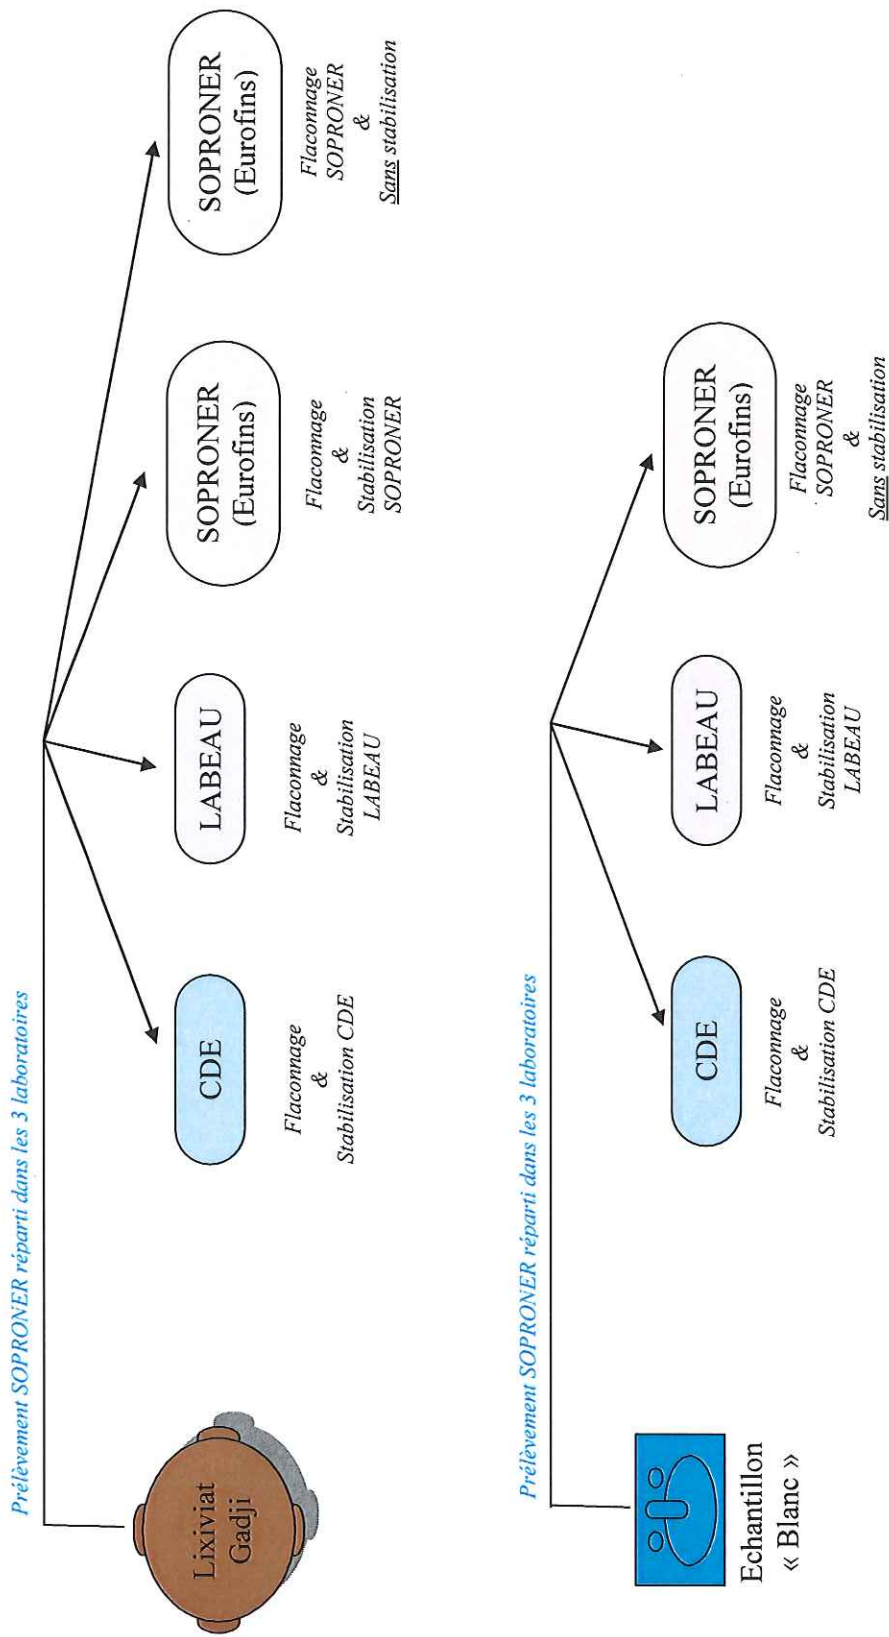 Prélèvement SOPRONER réparti dans les 3 laboratoires
Lixiviat
Gadji
CDE
Flaconnage
&
Stabilisation CDE
LABEAU
Flaconnage
&
Stabilisation
LABEAU
SOPRONER
(Eurofins)
Flaconnage
&
Stabilisation
SOPRONER
SOPRONER
(Eurofins)
Flaconnage
SOPRONER
&
Sans stabilisation
Prélèvement SOPRONER réparti dans les 3 laboratoires
Echantillon
« Blanc »
CDE
Flaconnage
&
Stabilisation CDE
LABEAU
Flaconnage
&
Stabilisation
LABEAU
SOPRONER
(Eurofins)
Flaconnage
SOPRONER
&
Sans stabilisation